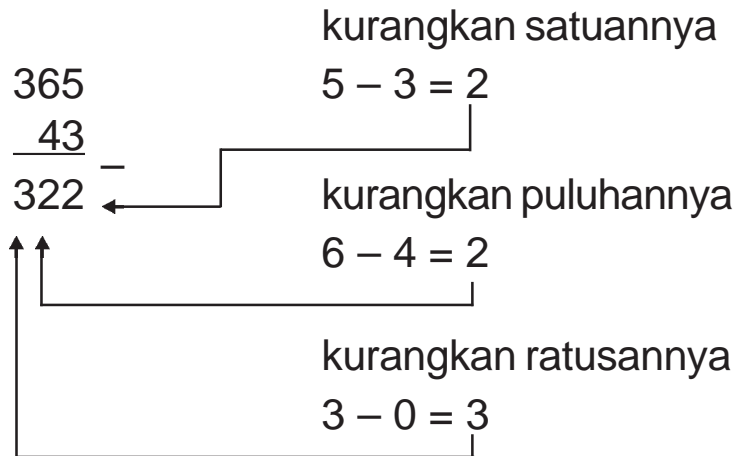 kurangkan satuannya
365
5 – 3 = 2
43
–
322
kurangkan puluhannya
6 – 4 = 2
kurangkan ratusannya
3 – 0 = 3